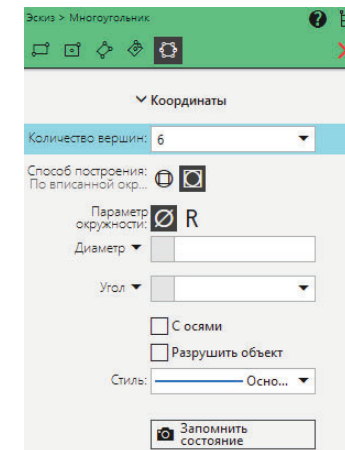 Эскиз > Многоугольник
Координаты
Количество вершин: 6
Способ построения:
По вписанной окр...
Параметр
окружности: Ø R
Диаметр
Угол
С осями
Разрушить объект
Стиль: Осно...
Запомнить
состояние